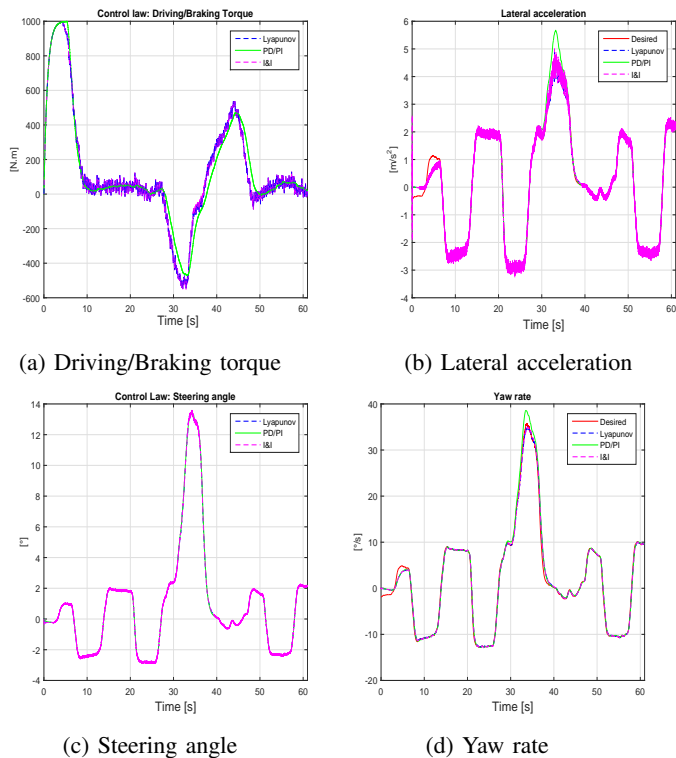 Control law: Driving/Braking Torque
1000
800
600
400
200
0
-200
-400
-600
[N.m]
0 10 20 30 40 50 60
Time [s]
Lyapunov
PD/PI
I&I
(a) Driving/Braking torque
Lateral acceleration
6
5
4
3
2
1
0
-1
-2
-3
-4
[m/s²]
0 10 20 30 40 50 60
Time [s]
Desired
Lyapunov
PD/PI
I&I
(b) Lateral acceleration
Control Law: Steering angle
14
12
10
8
6
4
2
0
-2
-4
[°]
0 10 20 30 40 50 60
Time [s]
Lyapunov
PD/PI
I&I
(c) Steering angle
Yaw rate
40
30
20
10
0
-10
-20
[°/s]
0 10 20 30 40 50 60
Time [s]
Desired
Lyapunov
PD/PI
I&I
(d) Yaw rate